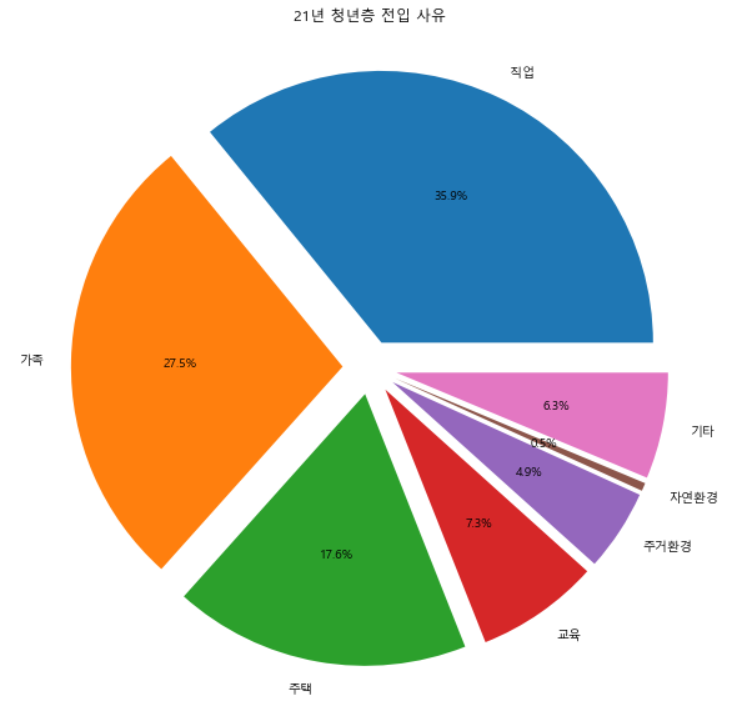 21년 청년층 전입 사유
직업
35.9%
가족
27.5%
17.6%
주택
7.3%
교육
4.9%
주거환경
0.5%
자연환경
6.3%
기타